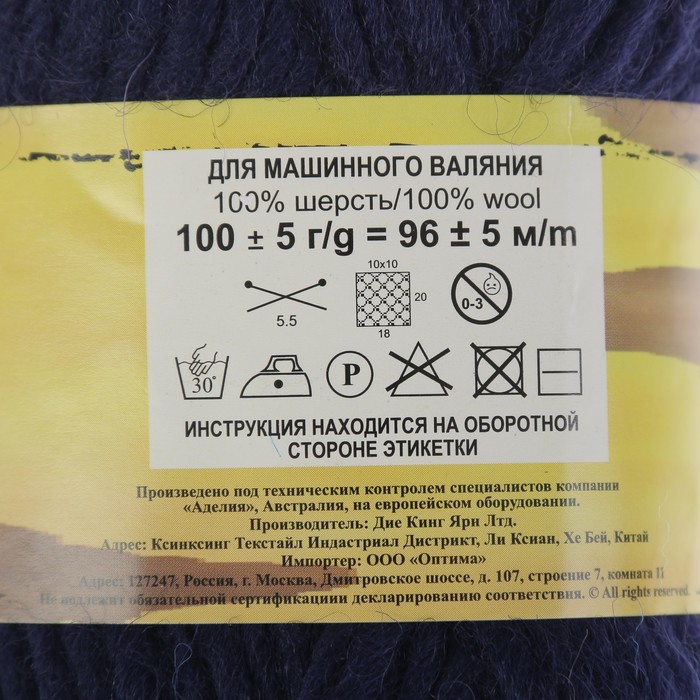 ДЛЯ МАШИННОГО ВАЛЯНИЯ
100% шерсть/100% wool
100 ± 5 г/g = 96 ± 5 м/m
10x10
5.5
20
18
0-3
30°
P
ИНСТРУКЦИЯ НАХОДИТСЯ НА ОБОРОТНОЙ
СТОРОНЕ ЭТИКЕТКИ
Произведено под техническим контролем специалистов компании
«Аделия», Австралия, на европейском оборудовании.
Производитель: Дие Кинг Ярн Лтд.
Адрес: Ксинксинг Текстайл Индастриал Дистрикт, Ли Ксиан, Хе Бей, Китай
Импортер: ООО «Оптима»
Адрес: 127247, Россия, г. Москва, Дмитровское шоссе, д. 107, строение 7, комната
Не подлежит обязательной сертификациии декларированию соответствия. © All rights reserved.